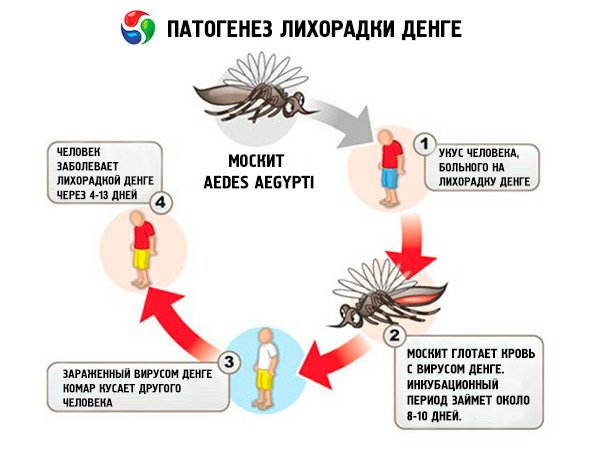 ПАТОГЕНЕЗ ЛИХОРАДКИ ДЕНГЕ
МОСКИТ
AEDES AEGYPTI
1
УКУС ЧЕЛОВЕКА,
БОЛЬНОГО НА
ЛИХОРАДКУ ДЕНГЕ
2
МОСКИТ ГЛОТАЕТ КРОВЬ
С ВИРУСОМ ДЕНГЕ.
ИНКУБАЦИОННЫЙ
ПЕРИОД ЗАЙМЕТ ОКОЛО
8-10 ДНЕЙ.
3
ЗАРАЖЕННЫЙ ВИРУСОМ ДЕНГЕ
КОМАР КУСАЕТ ДРУГОГО
ЧЕЛОВЕКА
4
ЧЕЛОВЕК
ЗАБОЛЕВАЕТ
ЛИХОРАДКОЙ ДЕНГЕ
ЧЕРЕЗ 4-13 ДНЕЙ